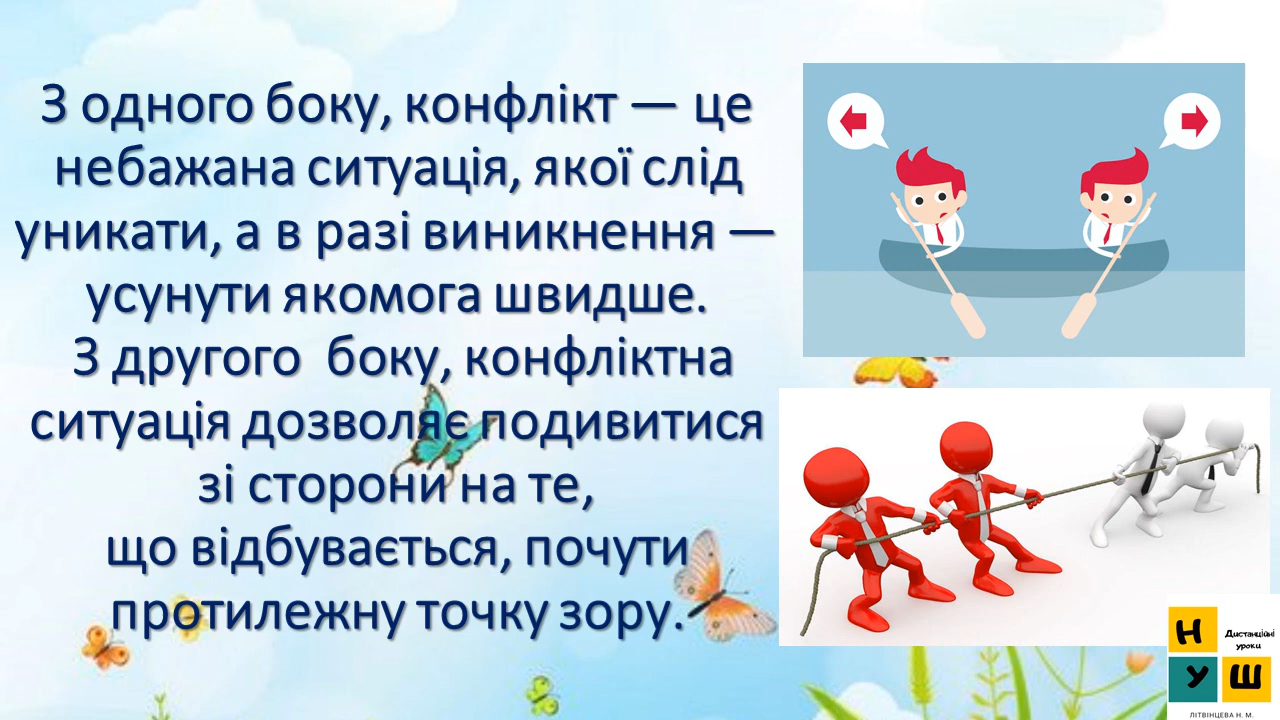 З одного боку, конфлікт — це
небажана ситуація, якої слід
уникати, а в разі виникнення —
усунути якомога швидше.
З другого  боку, конфліктна
ситуація дозволяє подивитися
зі сторони на те,
що відбувається, почути
протилежну точку зору.
Н
Дистанційні
уроки
У Ш
ЛІТВІНЦЕВА Н. М.